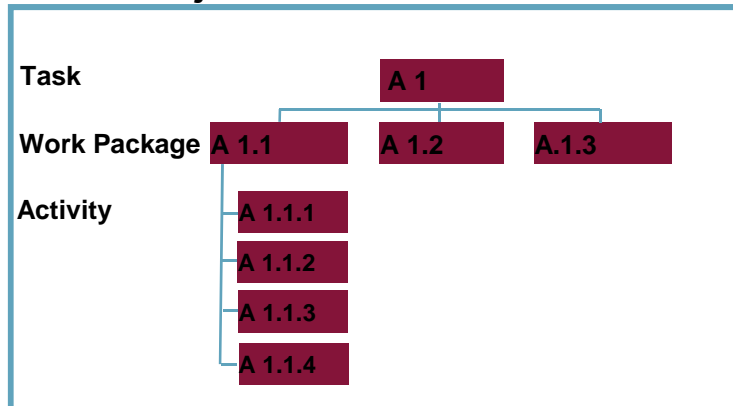 Task A 1
Work Package A 1.1 A 1.2 A.1.3
Activity
A 1.1.1
A 1.1.2
A 1.1.3
A 1.1.4